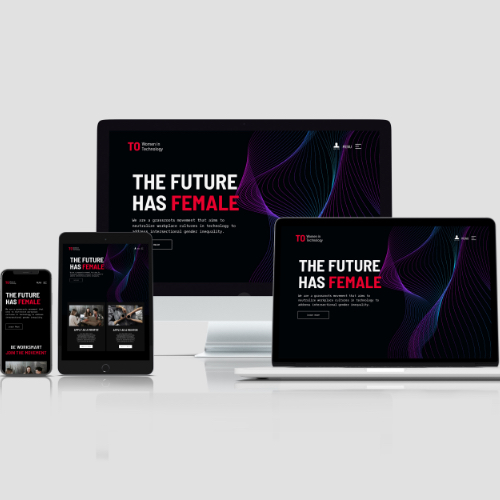 TO Women in
Technology
MENU
THE FUTURE
HAS FEMALE
We are a grassroots movement that aims to
neutralise workplace cultures in technology to
address intersectional gender inequality.
TO Women in
Technology
MENU
THE FUTURE
HAS FEMALE
We are a grassroots movement that aims to
neutralise workplace cultures in technology to
address intersectional gender inequality.
THE FUTURE
HAS FEMALE
THE FUTURE
HAS FEMALE
BE WORKSMART
JOIN THE MOVEMENT